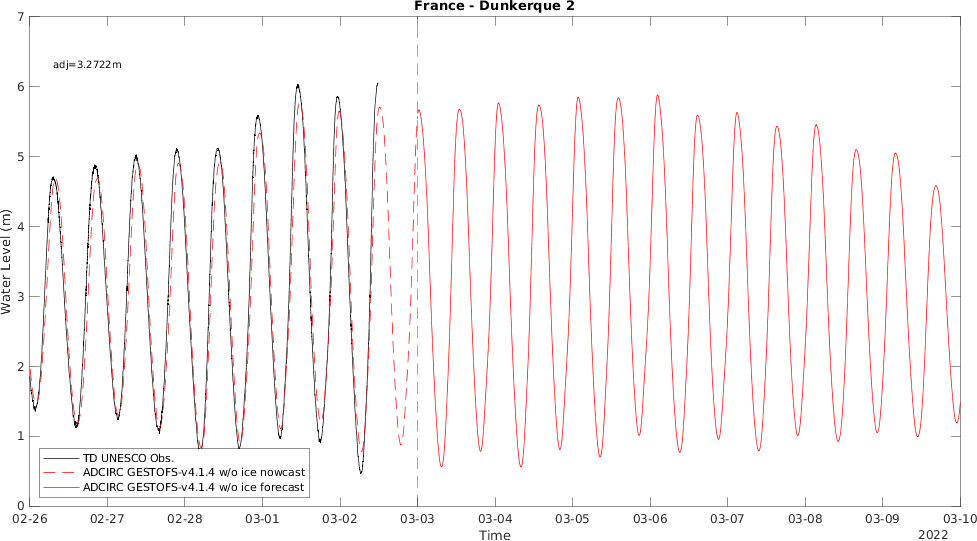 France - Dunkerque 2
7
adj=3.2722m
6
5
4
3
2
1
0
Water Level (m)
TD UNESCO Obs.
ADCIRC GESTOFS-v4.1.4 w/o ice nowcast
ADCIRC GESTOFS-v4.1.4 w/o ice forecast
02-26 02-27 02-28 03-01 03-02 03-03 03-04 03-05 03-06 03-07 03-08 03-09 03-10
Time
2022